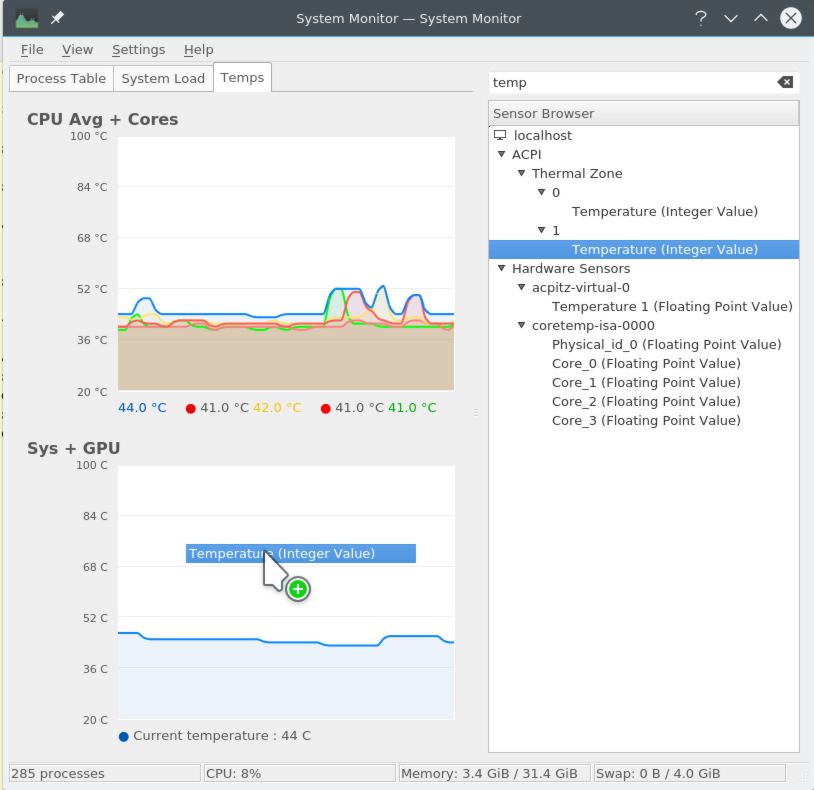 System Monitor — System Monitor
File View Settings Help
Process Table System Load Temps
CPU Avg + Cores
100 °C
84 °C
68 °C
52 °C
36 °C
20 °C
44.0 °C 41.0 °C 42.0 °C 41.0 °C 41.0 °C
Sys + GPU
100 C
84 C
Temperature (Integer Value)
68 C
52 C
36 C
20 C
Current temperature : 44 C
temp
Sensor Browser
localhost
ACPI
Thermal Zone
0
Temperature (Integer Value)
1
Temperature (Integer Value)
Hardware Sensors
acpitz-virtual-0
Temperature 1 (Floating Point Value)
coretemp-isa-0000
Physical_id_0 (Floating Point Value)
Core_0 (Floating Point Value)
Core_1 (Floating Point Value)
Core_2 (Floating Point Value)
Core_3 (Floating Point Value)
285 processes CPU: 8% Memory: 3.4 GiB / 31.4 GiB Swap: 0 B / 4.0 GiB